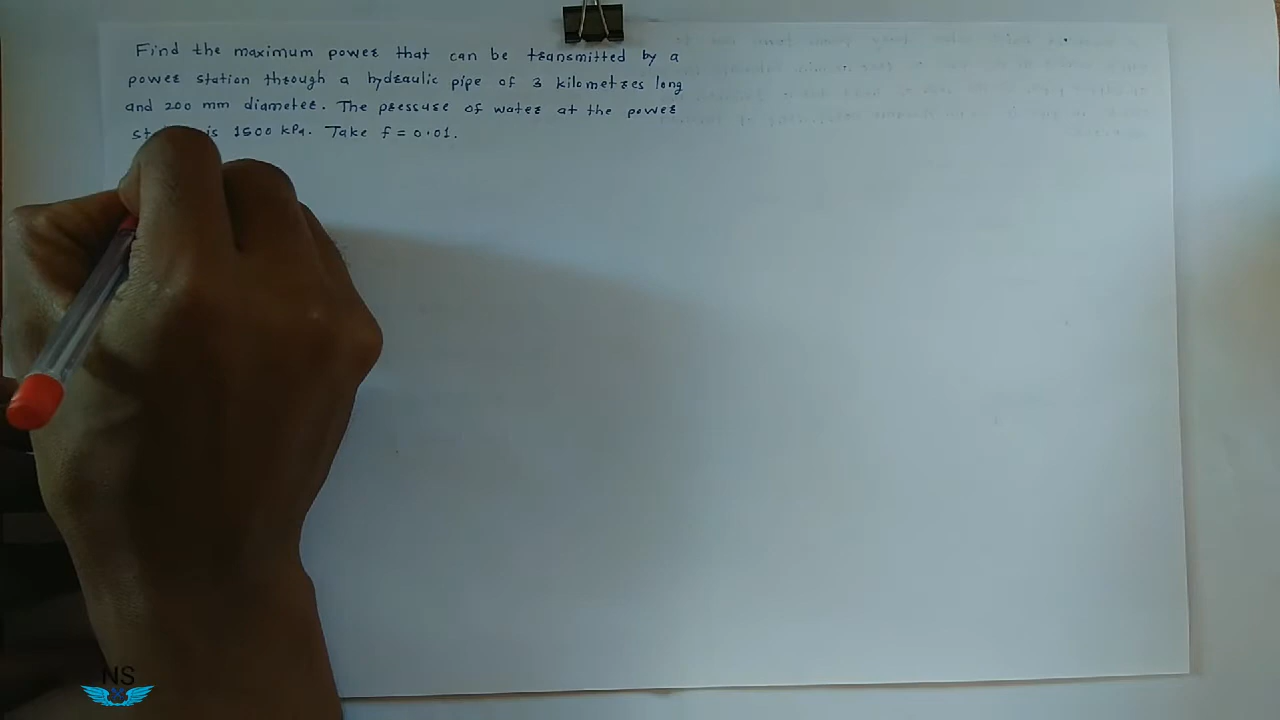 Find the maximum power that can be transmitted by a
power station through a hydraulic pipe of 3 kilometres long
and 200 mm diameter. The pressure of water at the power
is 1500 kPa. Take f = 0.01.
NS